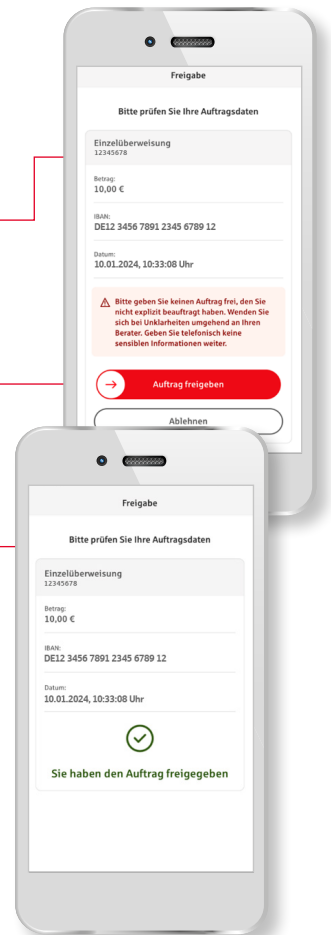 Freigabe
Bitte prüfen Sie Ihre Auftragsdaten
Einzelüberweisung
12345678
Betrag:
10,00 €
IBAN:
DE12 3456 7891 2345 6789 12
Datum:
10.01.2024, 10:33:08 Uhr
Bitte geben Sie keinen Auftrag frei, den Sie
nicht explizit beauftragt haben. Wenden Sie
sich bei Unklarheiten umgehend an Ihren
Berater. Geben Sie telefonisch keine
sensiblen Informationen weiter.
Auftrag freigeben
Ablehnen
Freigabe
Bitte prüfen Sie Ihre Auftragsdaten
Einzelüberweisung
12345678
Betrag:
10,00 €
IBAN:
DE12 3456 7891 2345 6789 12
Datum:
10.01.2024, 10:33:08 Uhr
Sie haben den Auftrag freigegeben